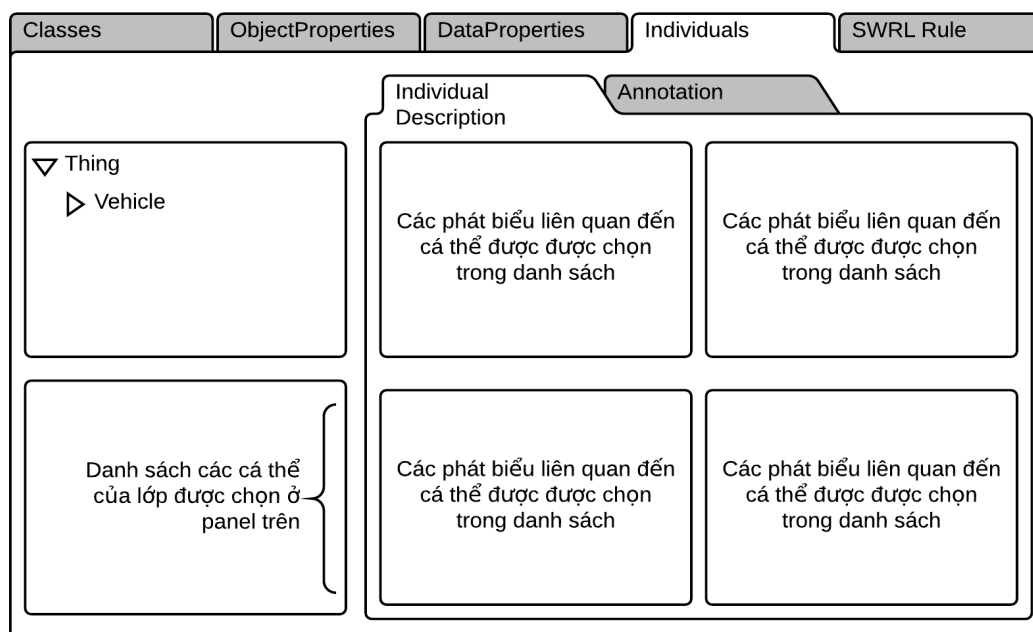 Classes
ObjectProperties
DataProperties
Individuals
SWRL Rule
Individual
Description
Annotation
Thing
Vehicle
Các phát biểu liên quan đến
cá thể được được chọn
trong danh sách
Các phát biểu liên quan đến
cá thể được được chọn
trong danh sách
Danh sách các cá thể
của lớp được chọn ở
panel trên
Các phát biểu liên quan đến
cá thể được được chọn
trong danh sách
Các phát biểu liên quan đến
cá thể được được chọn
trong danh sách